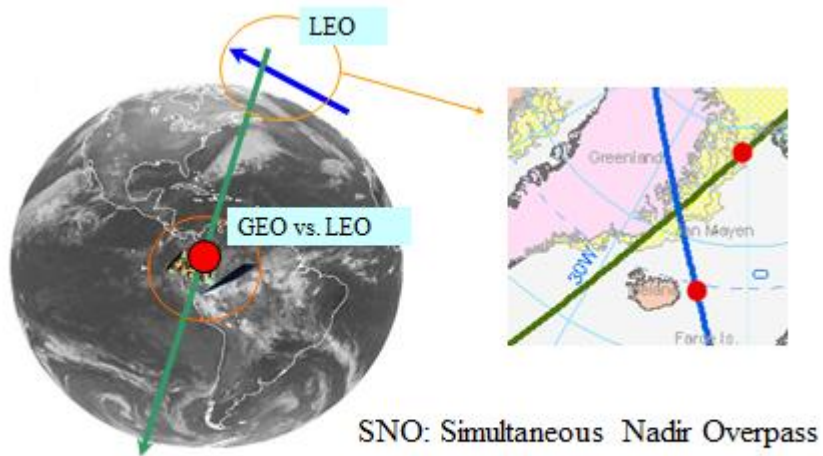 LEO
GEO vs. LEO
Greenland
Jan Mayen
30W
0
Faroe Is.
SNO: Simultaneous Nadir Overpass